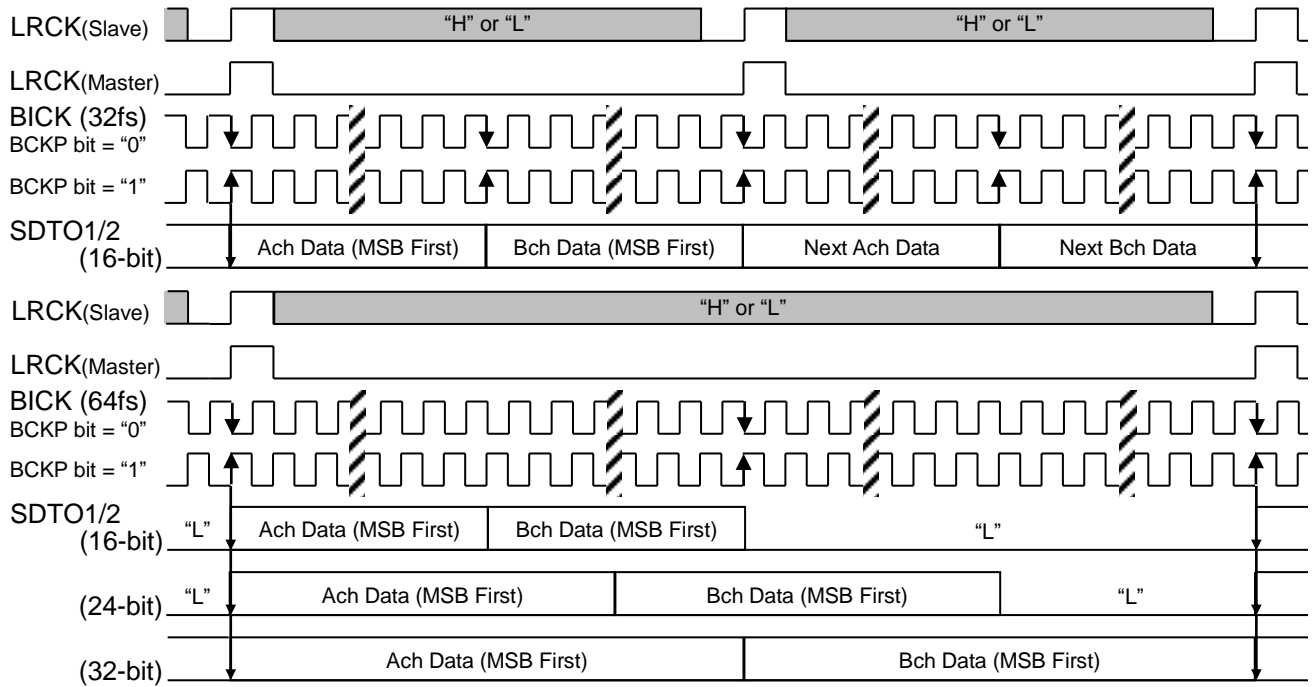 LRCK(Slave) “H” or “L” “H” or “L”
LRCK(Master)
BICK (32fs)
BCKP bit = “0”
BCKP bit = “1”
SDTO1/2
(16-bit) Ach Data (MSB First) Bch Data (MSB First) Next Ach Data Next Bch Data
LRCK(Slave) “H” or “L”
LRCK(Master)
BICK (64fs)
BCKP bit = “0”
BCKP bit = “1”
SDTO1/2
(16-bit) “L” Ach Data (MSB First) Bch Data (MSB First) “L”
(24-bit) “L” Ach Data (MSB First) Bch Data (MSB First) “L”
(32-bit) Ach Data (MSB First) Bch Data (MSB First)